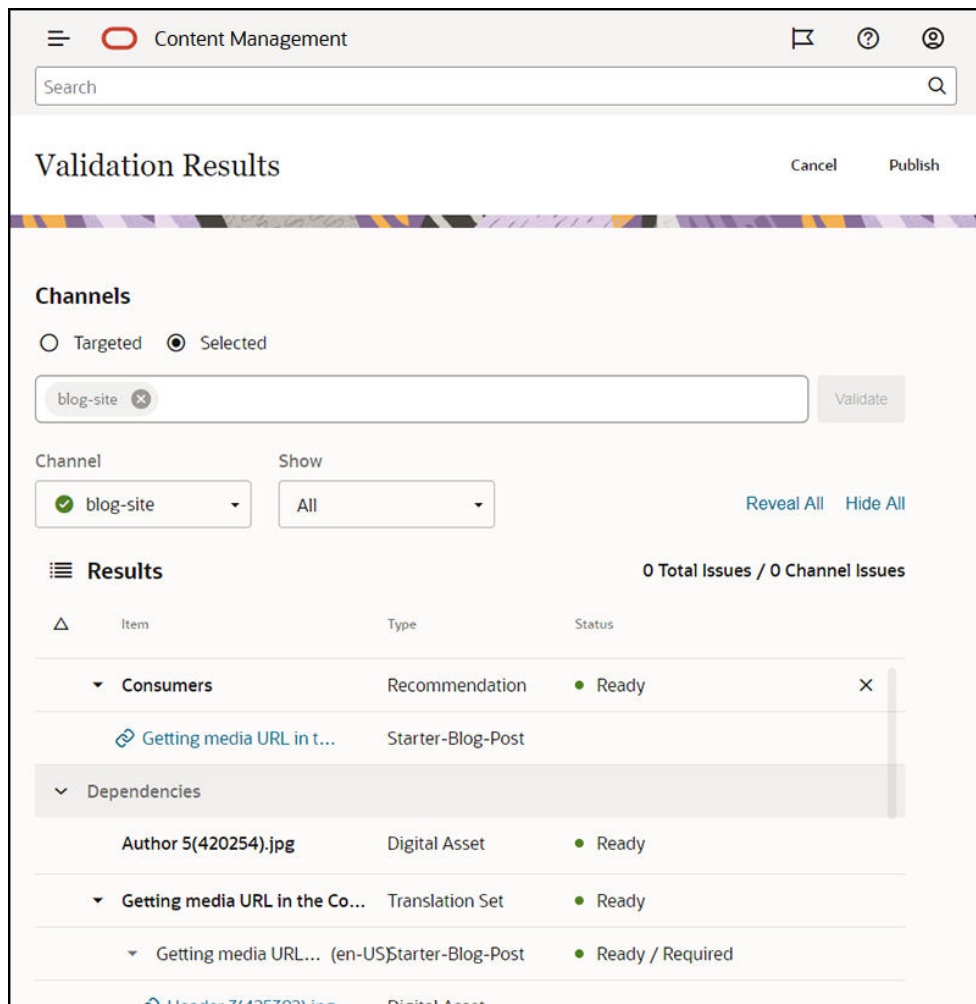 Content Management
Search
Validation Results Cancel Publish
Channels
Targeted Selected
blog-site Validate
Channel Show
blog-site All Reveal All Hide All
Results 0 Total Issues / 0 Channel Issues
Item Type Status
Consumers Recommendation Ready
Getting media URL in t... Starter-Blog-Post
Dependencies
Author 5(420254).jpg Digital Asset Ready
Getting media URL in the Co... Translation Set Ready
Getting media URL... (en-US) Starter-Blog-Post Ready / Required
Digital Asset